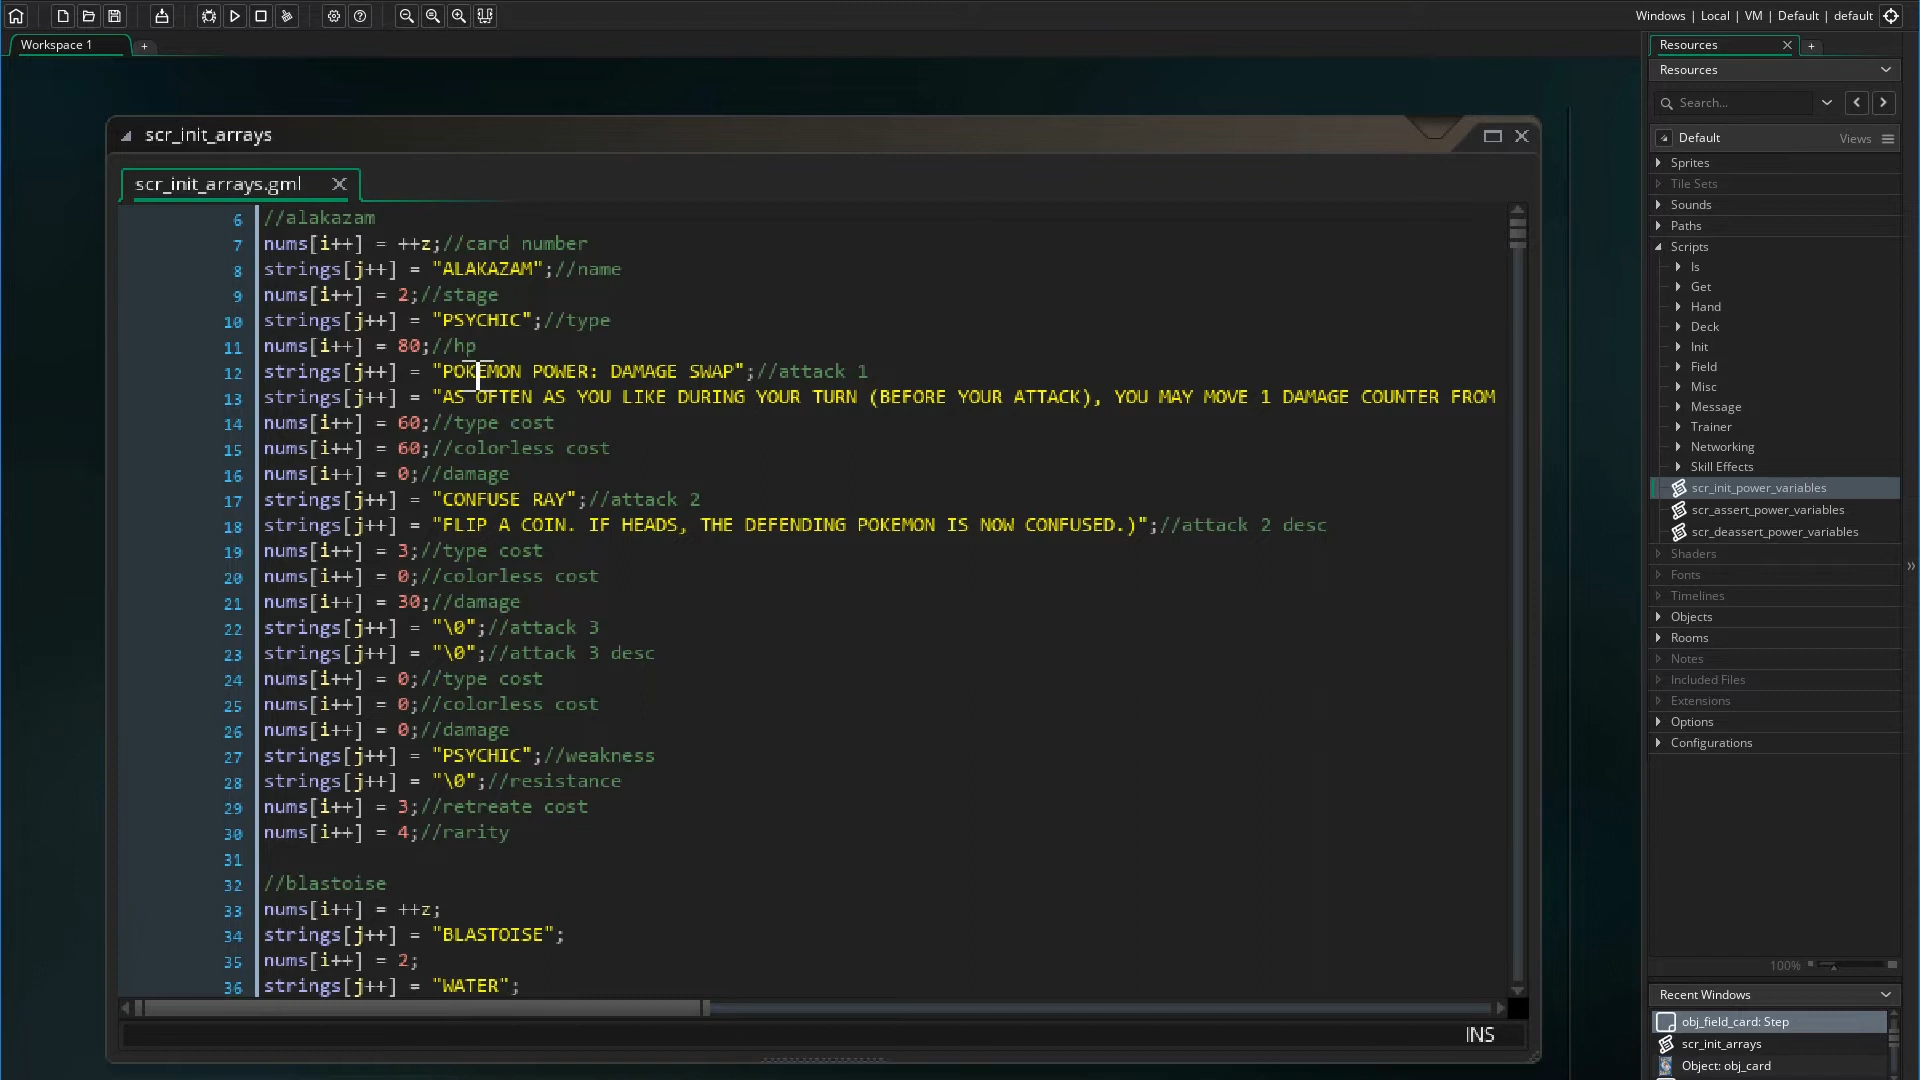 Windows | Local | VM | Default | default
Workspace 1
Resources
Resources
Search...
Default Views
Sprites
Tile Sets
Sounds
Paths
Scripts
Is
Get
Hand
Deck
Init
Field
Misc
Message
Trainer
Networking
Skill Effects
scr_init_power_variables
scr_assert_power_variables
scr_deassert_power_variables
Shaders
Fonts
Timelines
Objects
Rooms
Notes
Included Files
Extensions
Options
Configurations
100%
Recent Windows
obj_field_card: Step
scr_init_arrays
Object: obj_card
scr_init_arrays
scr_init_arrays.gml
6 //alakazam
7 nums[i++] = ++z;//card number
8 strings[j++] = "ALAKAZAM";//name
9 nums[i++] = 2;//stage
10 strings[j++] = "PSYCHIC";//type
11 nums[i++] = 80;//hp
12 strings[j++] = "POKEMON POWER: DAMAGE SWAP";//attack 1
13 strings[j++] = "AS OFTEN AS YOU LIKE DURING YOUR TURN (BEFORE YOUR ATTACK), YOU MAY MOVE 1 DAMAGE COUNTER FROM
14 nums[i++] = 60;//type cost
15 nums[i++] = 60;//colorless cost
16 nums[i++] = 0;//damage
17 strings[j++] = "CONFUSE RAY";//attack 2
18 strings[j++] = "FLIP A COIN. IF HEADS, THE DEFENDING POKEMON IS NOW CONFUSED.)";//attack 2 desc
19 nums[i++] = 3;//type cost
20 nums[i++] = 0;//colorless cost
21 nums[i++] = 30;//damage
22 strings[j++] = "\0";//attack 3
23 strings[j++] = "\0";//attack 3 desc
24 nums[i++] = 0;//type cost
25 nums[i++] = 0;//colorless cost
26 nums[i++] = 0;//damage
27 strings[j++] = "PSYCHIC";//weakness
28 strings[j++] = "\0";//resistance
29 nums[i++] = 3;//retreate cost
30 nums[i++] = 4;//rarity
31
32 //blastoise
33 nums[i++] = ++z;
34 strings[j++] = "BLASTOISE";
35 nums[i++] = 2;
36 strings[j++] = "WATER";
INS